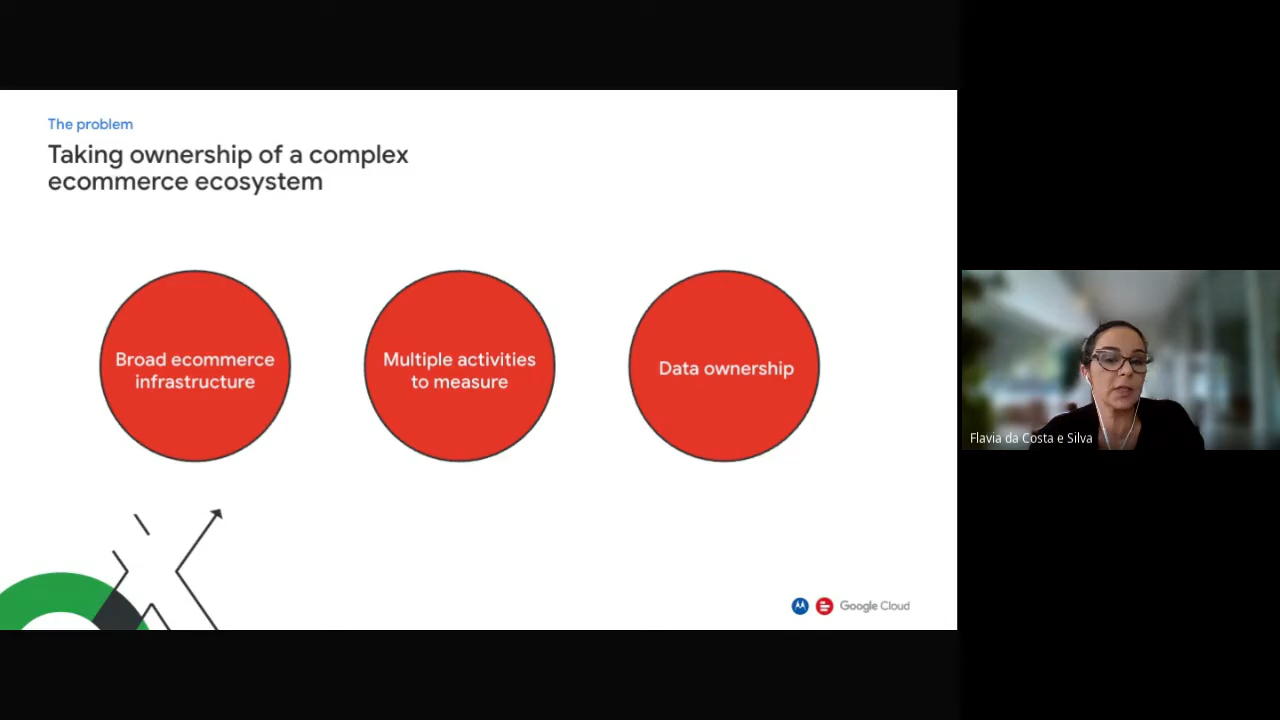 The problem
Taking ownership of a complex
ecommerce ecosystem
Broad ecommerce
infrastructure
Multiple activities
to measure
Data ownership
Google Cloud
Flavia da Costa e Silva